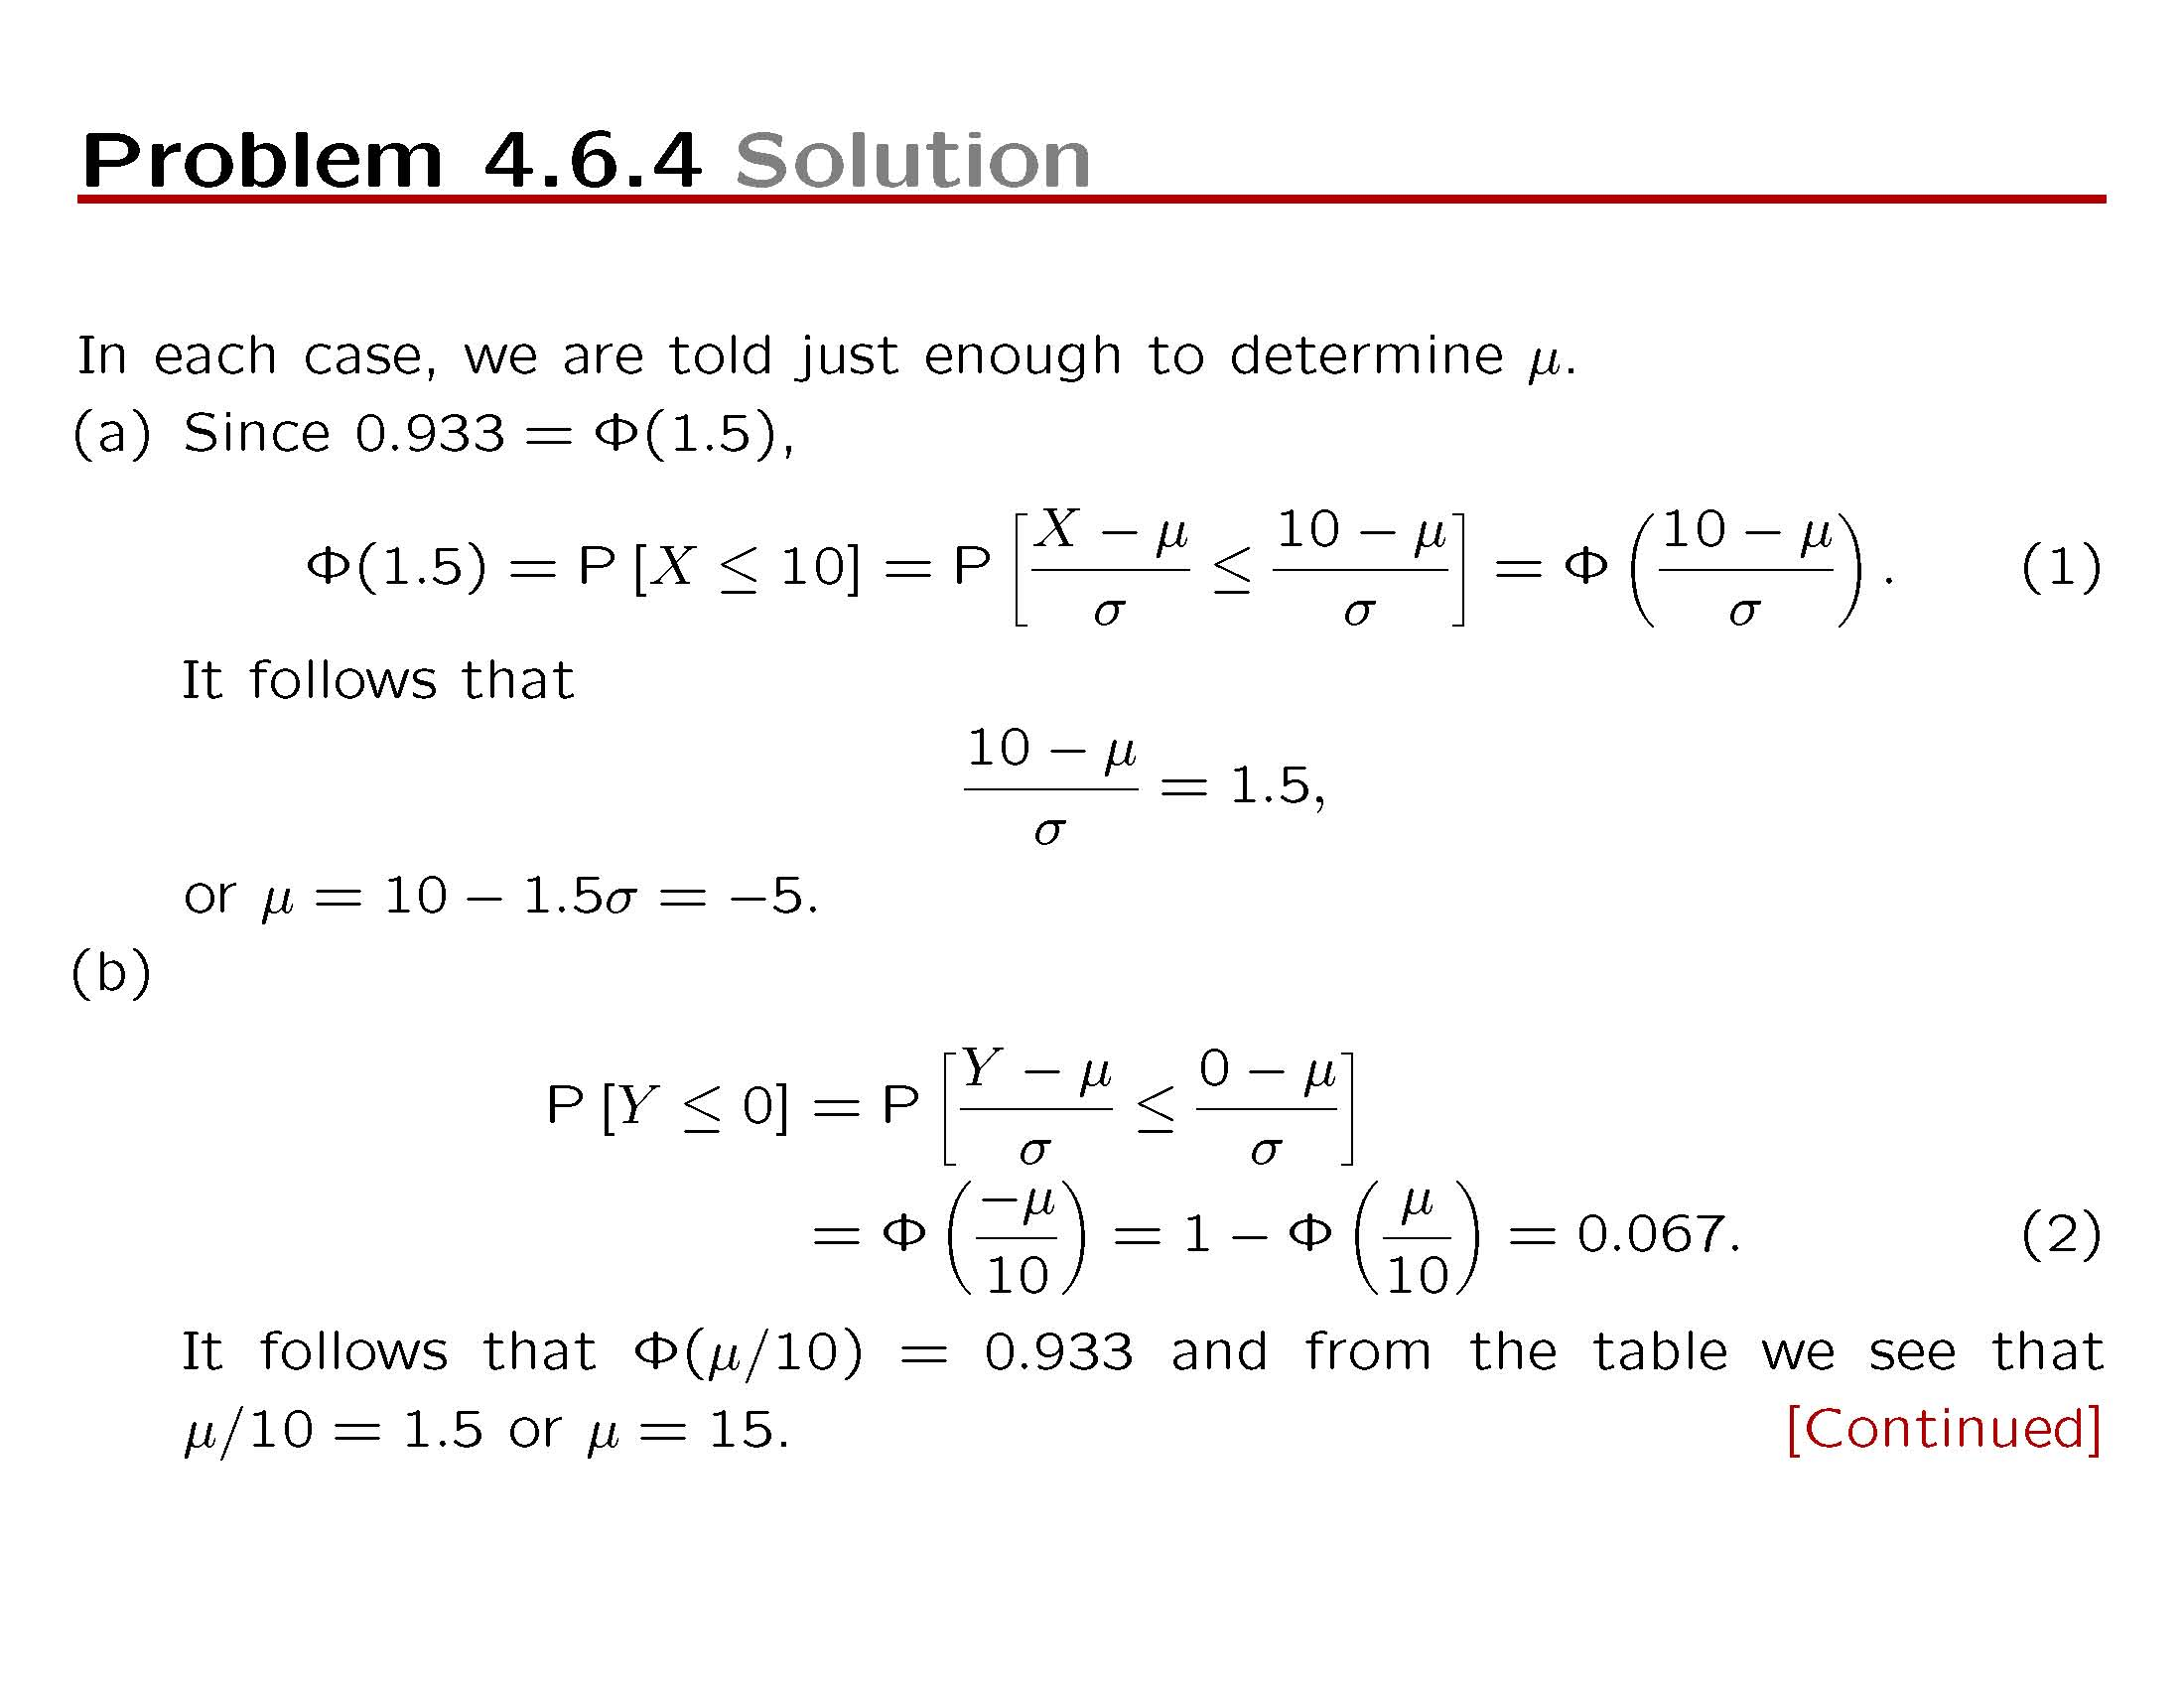 Problem 4.6.4 Solution
In each case, we are told just enough to determine μ.
(a) Since 0.933 = Φ(1.5),
Φ(1.5) = P [X ≤ 10] = P [(X − μ)/σ ≤ (10 − μ)/σ] = Φ ((10 − μ)/σ). (1)
It follows that
(10 − μ)/σ = 1.5,
or μ = 10 − 1.5σ = −5.
(b)
P [Y ≤ 0] = P [(Y − μ)/σ ≤ (0 − μ)/σ]
= Φ (−μ/10) = 1 − Φ (μ/10) = 0.067. (2)
It follows that Φ(μ/10) = 0.933 and from the table we see that
μ/10 = 1.5 or μ = 15. [Continued]